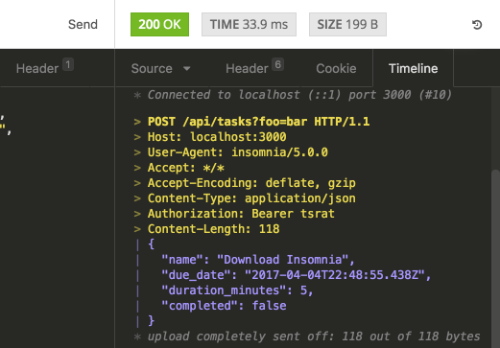 Send 200 OK TIME 33.9 ms SIZE 199 B
Header 1 Source Header 6 Cookie Timeline
* Connected to localhost (::1) port 3000 (#10)
",
> POST /api/tasks?foo=bar HTTP/1.1
> Host: localhost:3000
> User-Agent: insomnia/5.0.0
> Accept: */*
> Accept-Encoding: deflate, gzip
> Content-Type: application/json
> Authorization: Bearer tsrat
> Content-Length: 118
| {
|   "name": "Download Insomnia",
|   "due_date": "2017-04-04T22:48:55.438Z",
|   "duration_minutes": 5,
|   "completed": false
| }
* upload completely sent off: 118 out of 118 bytes